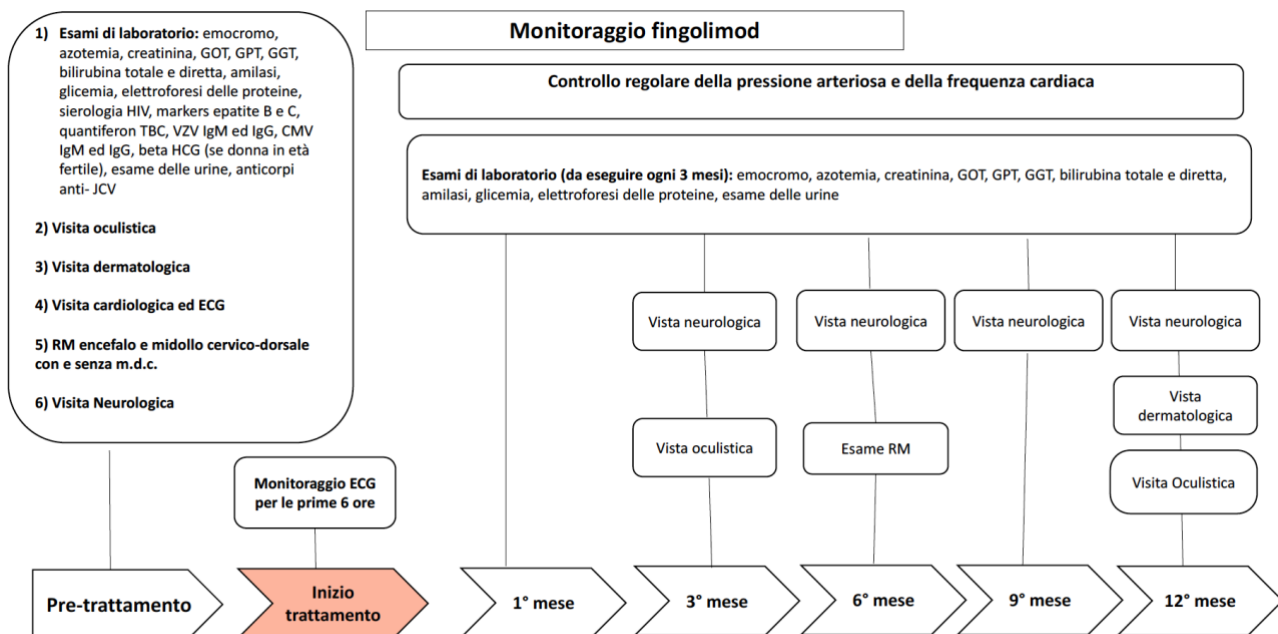 Monitoraggio fingolimod
1) Esami di laboratorio: emocromo,
azotemia, creatinina, GOT, GPT, GGT,
bilirubina totale e diretta, amilasi,
glicemia, elettroforesi delle proteine,
sierologia HIV, markers epatite B e C,
quantiferon TBC, VZV IgM ed IgG, CMV
IgM ed IgG, beta HCG (se donna in età
fertile), esame delle urine, anticorpi
anti- JCV
2) Visita oculistica
3) Visita dermatologica
4) Visita cardiologica ed ECG
5) RM encefalo e midollo cervico-dorsale
con e senza m.d.c.
6) Visita Neurologica
Controllo regolare della pressione arteriosa e della frequenza cardiaca
Esami di laboratorio (da eseguire ogni 3 mesi): emocromo, azotemia, creatinina, GOT, GPT, GGT, bilirubina totale e diretta,
amilasi, glicemia, elettroforesi delle proteine, esame delle urine
Vista neurologica
Vista neurologica
Vista neurologica
Vista neurologica
Vista oculistica
Esame RM
Vista
dermatologica
Visita Oculistica
Monitoraggio ECG
per le prime 6 ore
Pre-trattamento
Inizio
trattamento
1° mese
3° mese
6° mese
9° mese
12° mese